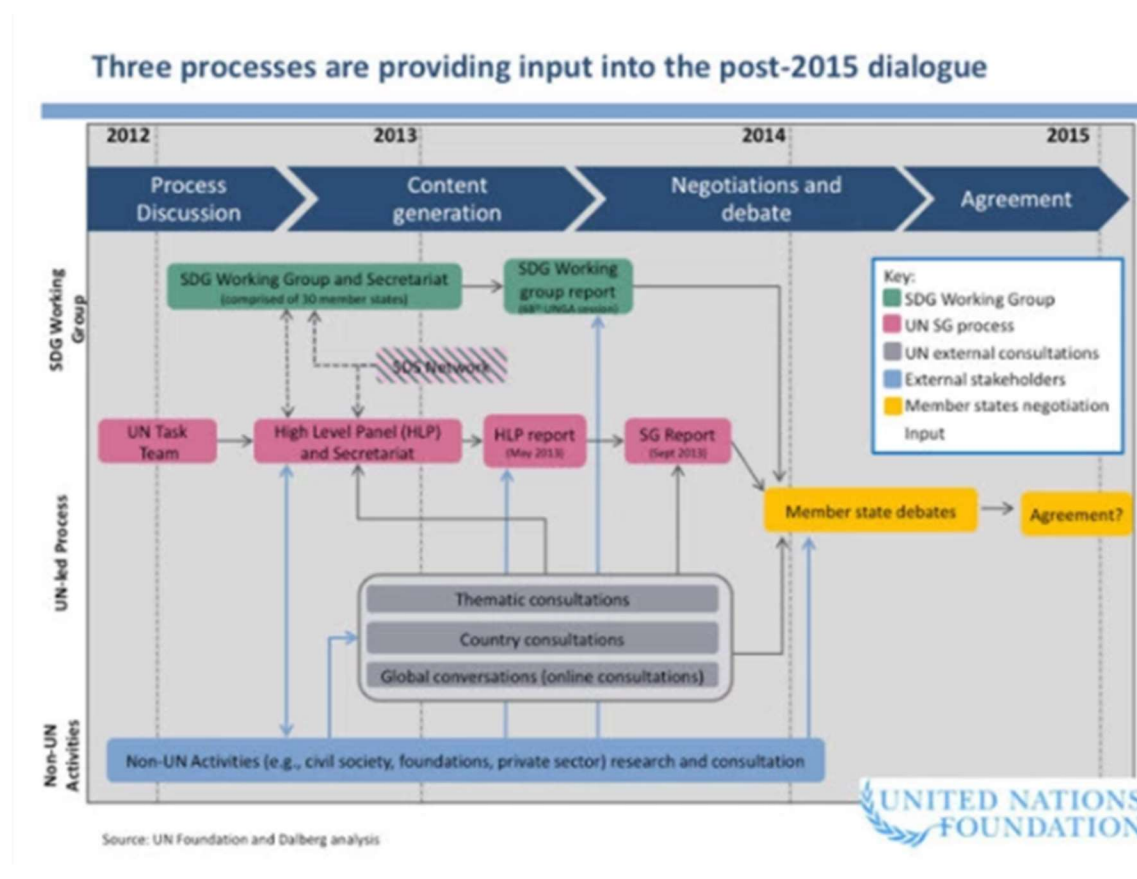 Three processes are providing input into the post-2015 dialogue
2012
2013
2014
2015
Process
Discussion
Content
generation
Negotiations and
debate
Agreement
SDG Working
Group
SDG Working Group and Secretariat
(comprised of 30 member states)
SDG Working
group report
(68th UNGA session)
Key:
SDG Working Group
UN SG process
UN external consultations
External stakeholders
Member states negotiation
Input
SDS Network
UN Task
Team
High Level Panel (HLP)
and Secretariat
HLP report
(May 2013)
SG Report
(Sept 2013)
UN-led Process
Member state debates
Agreement?
Thematic consultations
Country consultations
Global conversations (online consultations)
Non-UN
Activities
Non-UN Activities (e.g., civil society, foundations, private sector) research and consultation
UNITED NATIONS
FOUNDATION
Source: UN Foundation and Dalberg analysis